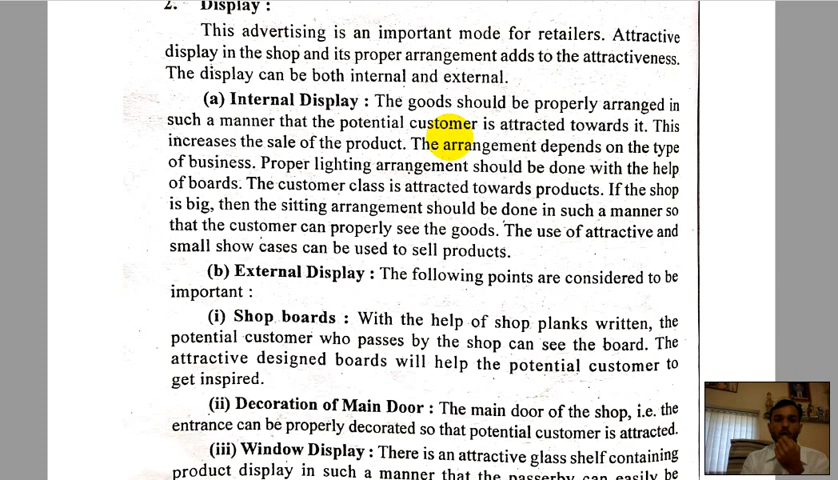 2. Display :
This advertising is an important mode for retailers. Attractive
display in the shop and its proper arrangement adds to the attractiveness.
The display can be both internal and external.
(a) Internal Display : The goods should be properly arranged in
such a manner that the potential customer is attracted towards it. This
increases the sale of the product. The arrangement depends on the type
of business. Proper lighting arrangement should be done with the help
of boards. The customer class is attracted towards products. If the shop
is big, then the sitting arrangement should be done in such a manner so
that the customer can properly see the goods. The use of attractive and
small show cases can be used to sell products.
(b) External Display : The following points are considered to be
important :
(i) Shop boards : With the help of shop planks written, the
potential customer who passes by the shop can see the board. The
attractive designed boards will help the potential customer to
get inspired.
(ii) Decoration of Main Door : The main door of the shop, i.e. the
entrance can be properly decorated so that potential customer is attracted.
(iii) Window Display : There is an attractive glass shelf containing
product display in such a manner that the passerby can easily be